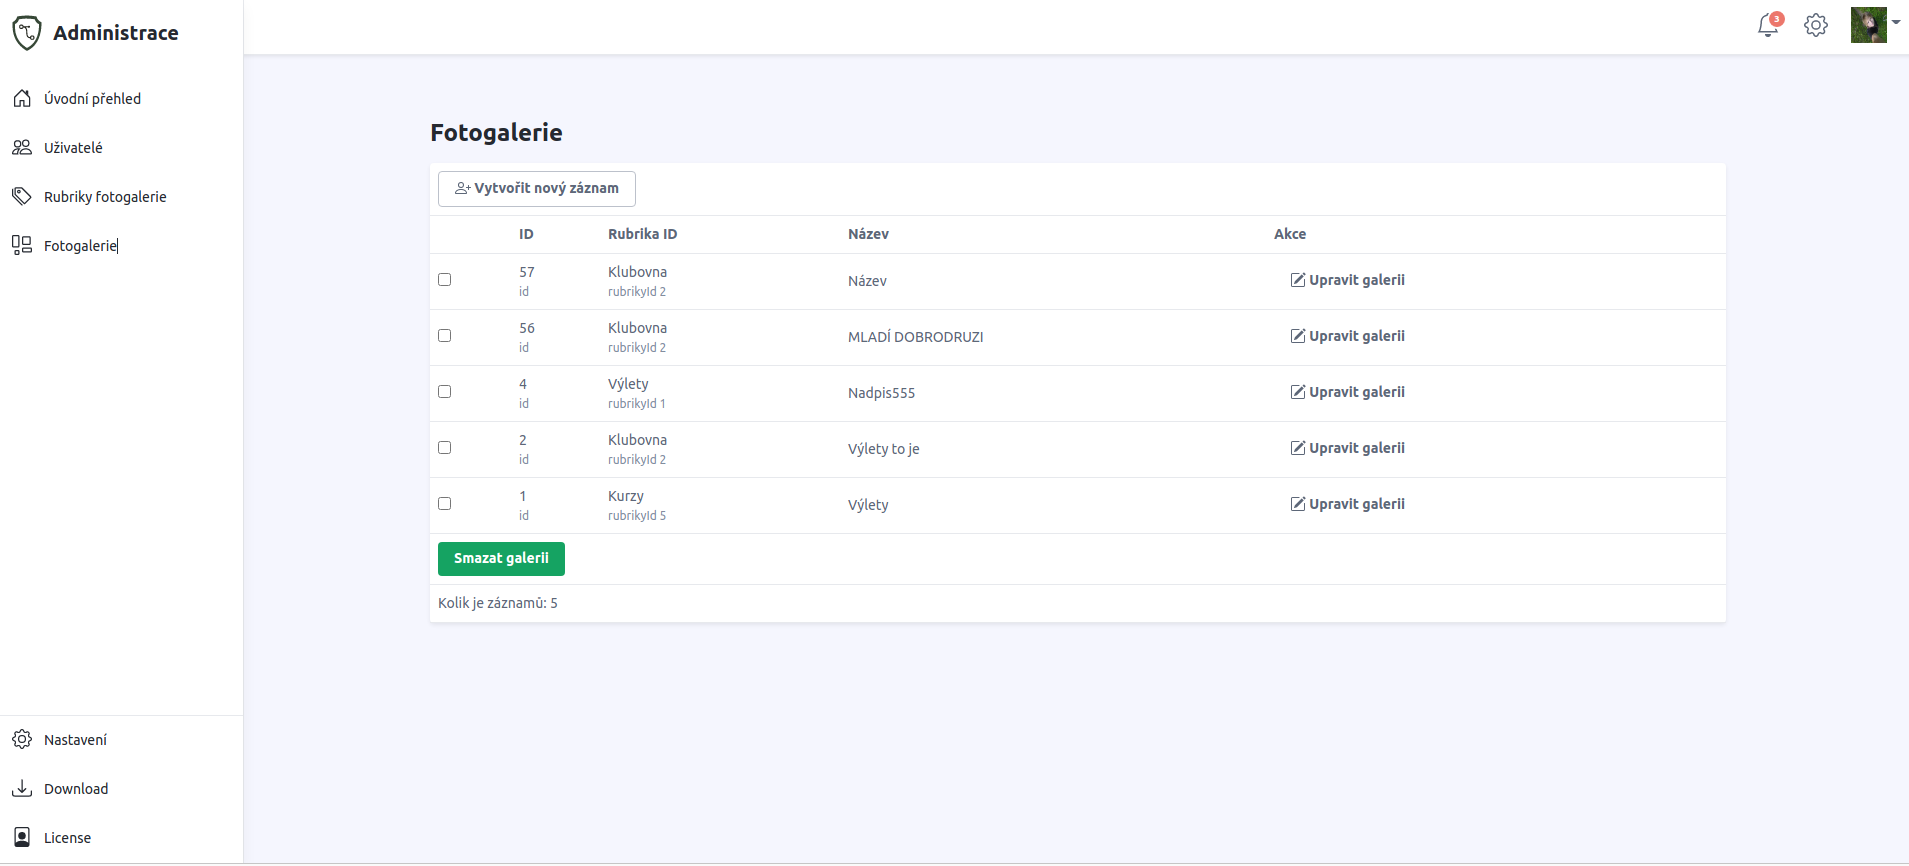 Administrace
3
Úvodní přehled
Uživatelé
Rubriky fotogalerie
Fotogalerie
Nastavení
Download
License
Fotogalerie
Vytvořit nový záznam
ID Rubrika ID Název Akce
57 Klubovna Název Upravit galerii
id rubrikyId 2
56 Klubovna MLADÍ DOBRODRUZI Upravit galerii
id rubrikyId 2
4 Výlety Nadpis555 Upravit galerii
id rubrikyId 1
2 Klubovna Výlety to je Upravit galerii
id rubrikyId 2
1 Kurzy Výlety Upravit galerii
id rubrikyId 5
Smazat galerii
Kolik je záznamů: 5